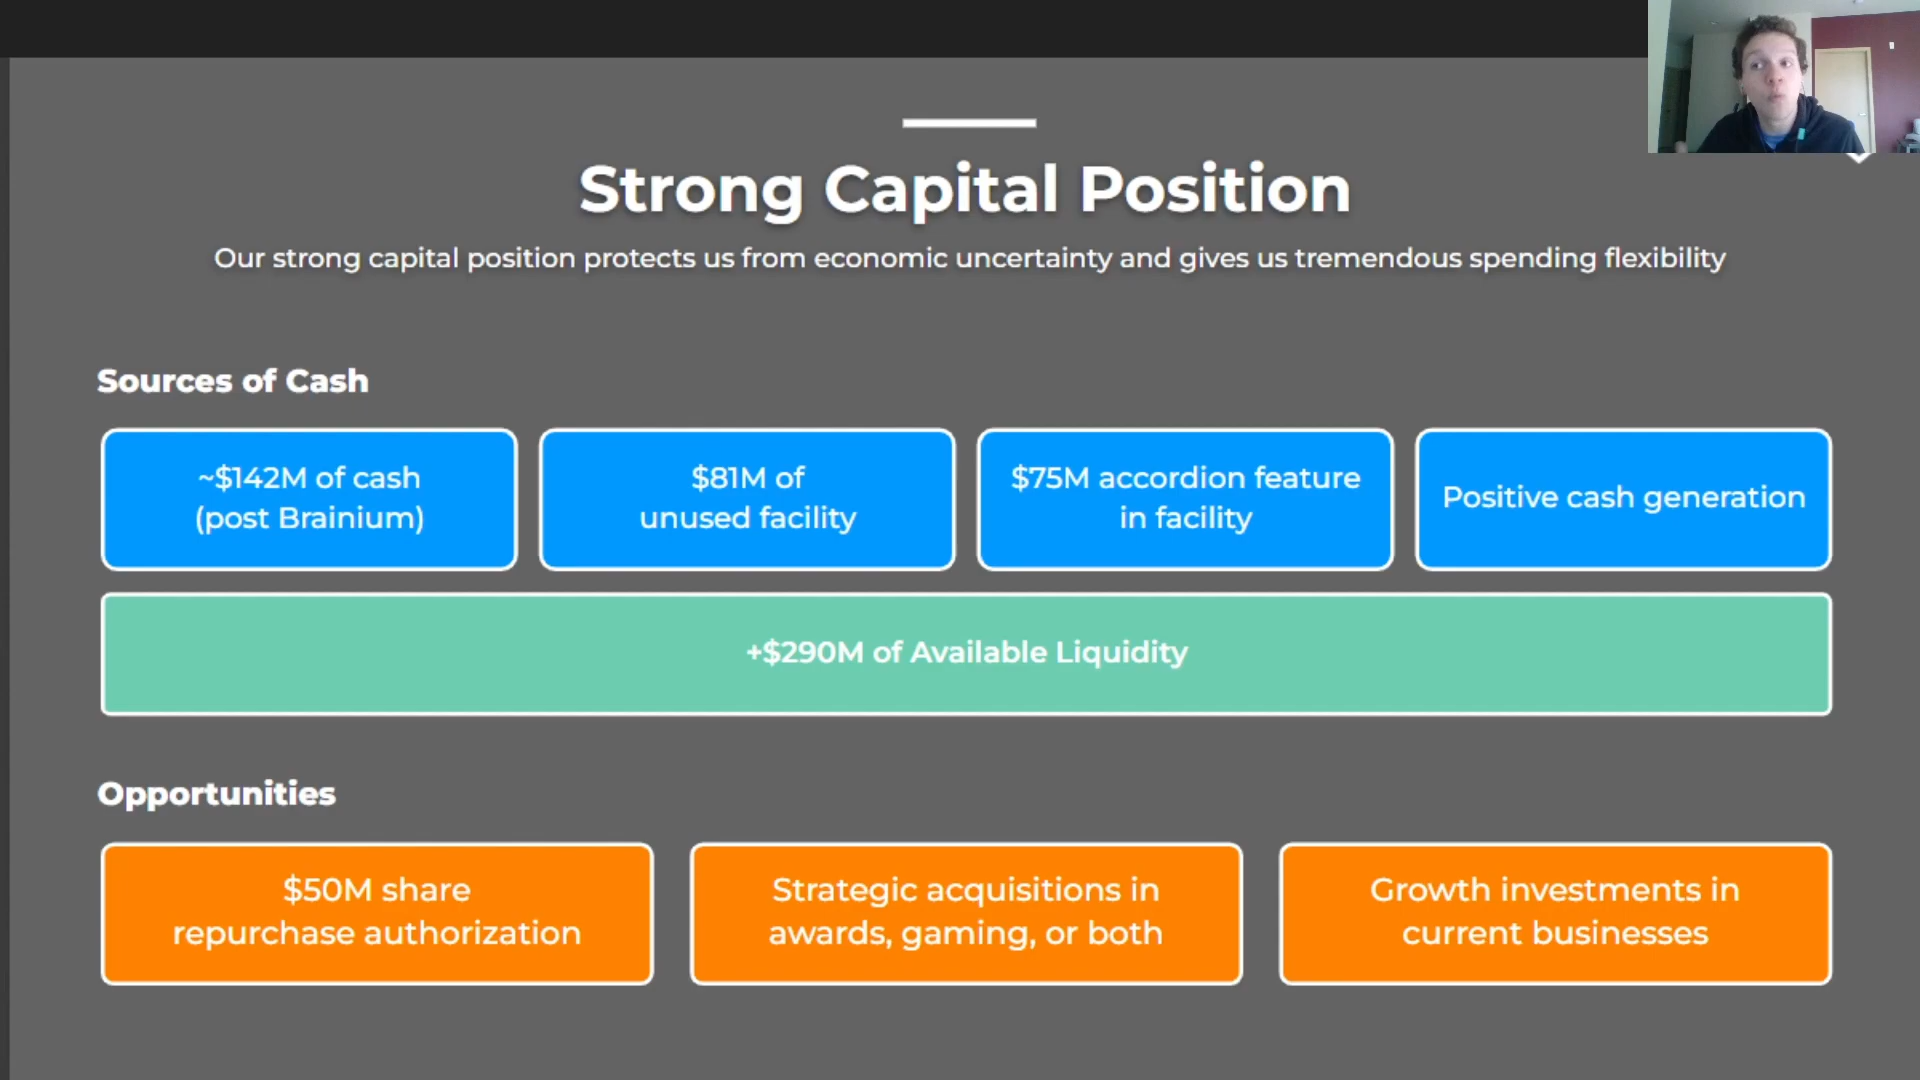 Strong Capital Position
Our strong capital position protects us from economic uncertainty and gives us tremendous spending flexibility
Sources of Cash
~$142M of cash
(post Brainium)
$81M of
unused facility
$75M accordion feature
in facility
Positive cash generation
+$290M of Available Liquidity
Opportunities
$50M share
repurchase authorization
Strategic acquisitions in
awards, gaming, or both
Growth investments in
current businesses